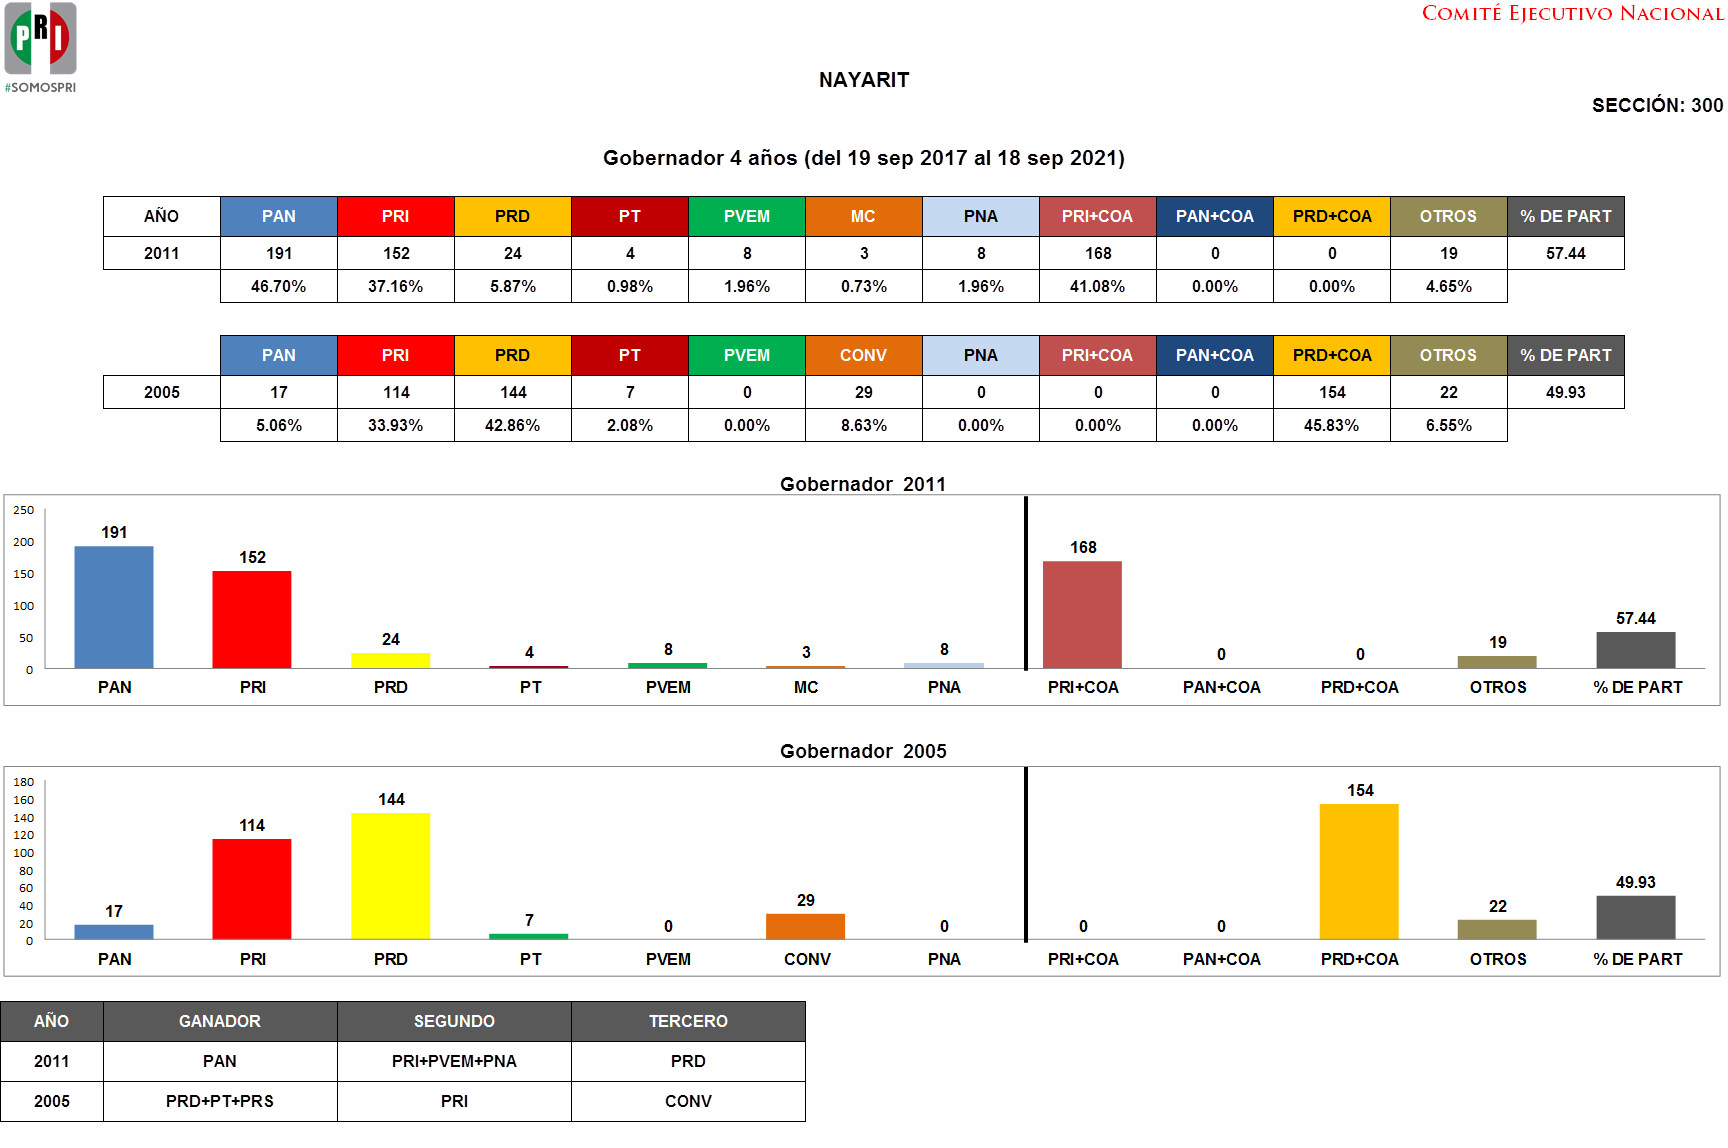 PRI
#SOMOSPRI
COMITÉ EJECUTIVO NACIONAL
NAYARIT
SECCIÓN: 300
Gobernador 4 años (del 19 sep 2017 al 18 sep 2021)
AÑO PAN PRI PRD PT PVEM MC PNA PRI+COA PAN+COA PRD+COA OTROS % DE PART
2011 191 152 24 4 8 3 8 168 0 0 19 57.44
46.70% 37.16% 5.87% 0.98% 1.96% 0.73% 1.96% 41.08% 0.00% 0.00% 4.65%
PAN PRI PRD PT PVEM CONV PNA PRI+COA PAN+COA PRD+COA OTROS % DE PART
2005 17 114 144 7 0 29 0 0 0 154 22 49.93
5.06% 33.93% 42.86% 2.08% 0.00% 8.63% 0.00% 0.00% 0.00% 45.83% 6.55%
Gobernador 2011
250
200
150
100
50
0
191 152 24 4 8 3 8 168 0 0 19 57.44
PAN PRI PRD PT PVEM MC PNA PRI+COA PAN+COA PRD+COA OTROS % DE PART
Gobernador 2005
180
160
140
120
100
80
60
40
20
0
17 114 144 7 0 29 0 0 0 154 22 49.93
PAN PRI PRD PT PVEM CONV PNA PRI+COA PAN+COA PRD+COA OTROS % DE PART
AÑO GANADOR SEGUNDO TERCERO
2011 PAN PRI+PVEM+PNA PRD
2005 PRD+PT+PRS PRI CONV